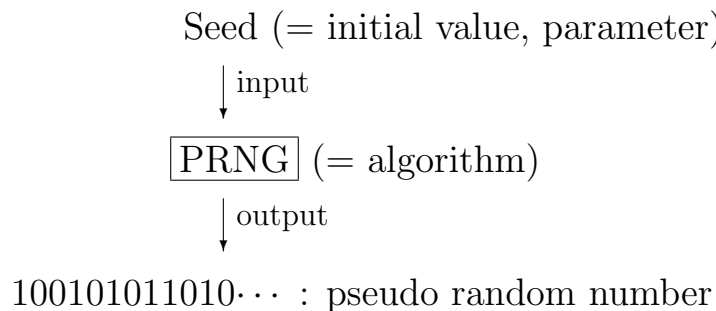 Seed (= initial value, parameter)
input
PRNG (= algorithm)
output
100101011010⋯ : pseudo random number